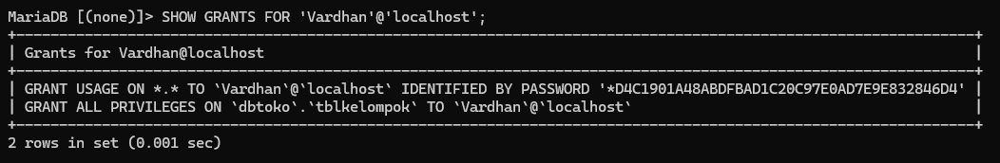 MariaDB [(none)]> SHOW GRANTS FOR 'Vardhan'@'localhost';
+---------------------------------------------------------------------------------------------------------------+
| Grants for Vardhan@localhost |
+---------------------------------------------------------------------------------------------------------------+
| GRANT USAGE ON *.* TO `Vardhan`@`localhost` IDENTIFIED BY PASSWORD '*D4C1901A48ABDFBAD1C20C97E0AD7E9E832846D4' |
| GRANT ALL PRIVILEGES ON `dbtoko`.`tblkelompok` TO `Vardhan`@`localhost` |
+---------------------------------------------------------------------------------------------------------------+
2 rows in set (0.001 sec)